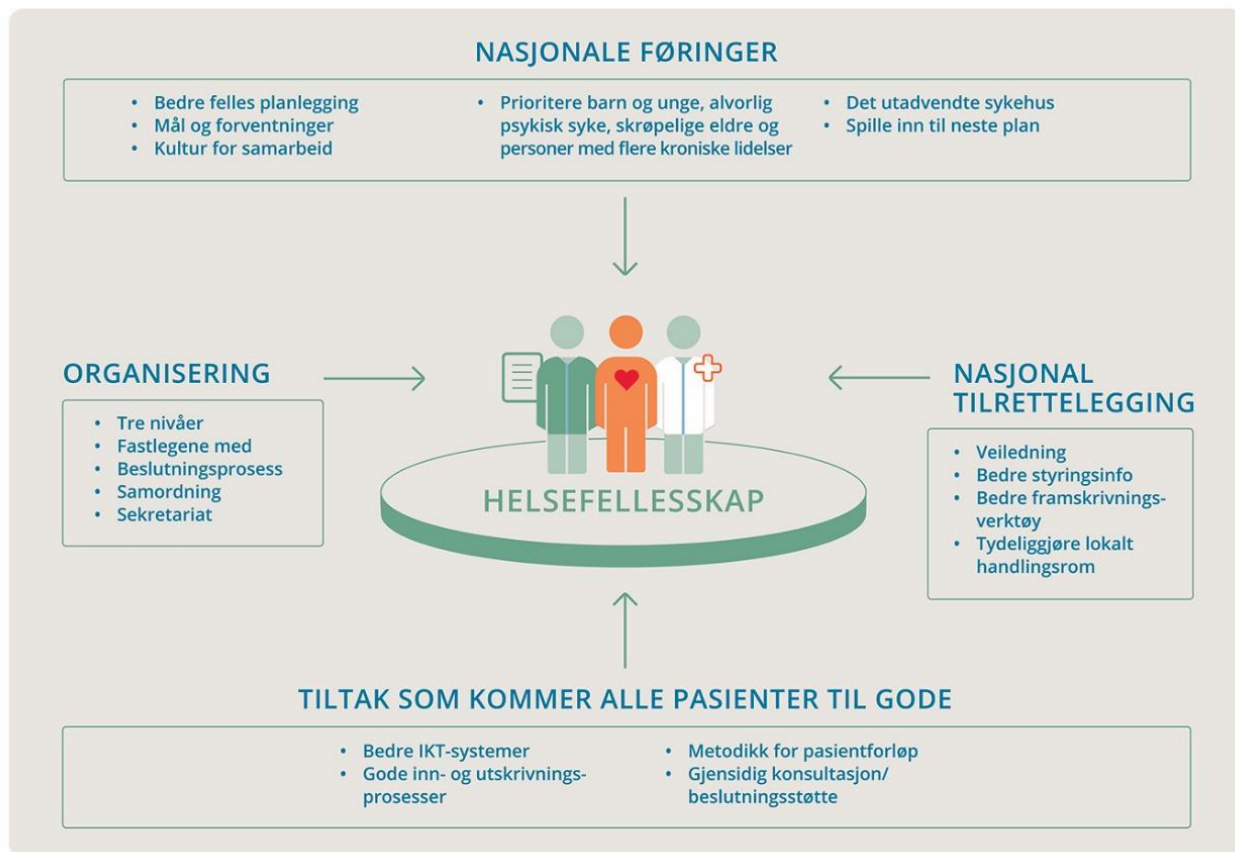 NASJONALE FØRINGER
• Bedre felles planlegging
• Mål og forventninger
• Kultur for samarbeid
• Prioritere barn og unge, alvorlig
psykisk syke, skrøpelige eldre og
personer med flere kroniske lidelser
• Det utadvendte sykehus
• Spille inn til neste plan
ORGANISERING
• Tre nivåer
• Fastlegene med
• Beslutningsprosess
• Samordning
• Sekretariat
HELSEFELLESSKAP
NASJONAL
TILRETTELEGGING
• Veiledning
• Bedre styringsinfo
• Bedre framskrivnings-
verktøy
• Tydeliggjøre lokalt
handlingsrom
TILTAK SOM KOMMER ALLE PASIENTER TIL GODE
• Bedre IKT-systemer
• Gode inn- og utskrivnings-
prosesser
• Metodikk for pasientforløp
• Gjensidig konsultasjon/
beslutningsstøtte